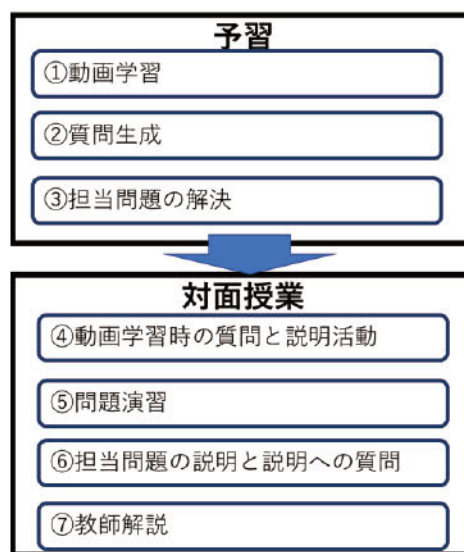 予習
①動画学習
②質問生成
③担当問題の解決
対面授業
④動画学習時の質問と説明活動
⑤問題演習
⑥担当問題の説明と説明への質問
⑦教師解説